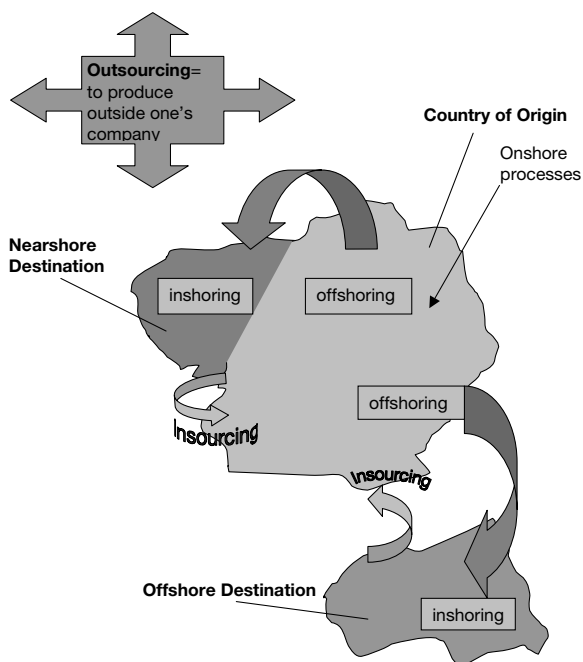 Outsourcing=
to produce
outside one's
company
Country of Origin
Onshore
processes
Nearshore
Destination
inshoring
offshoring
offshoring
Insourcing
Insourcing
Offshore Destination
inshoring